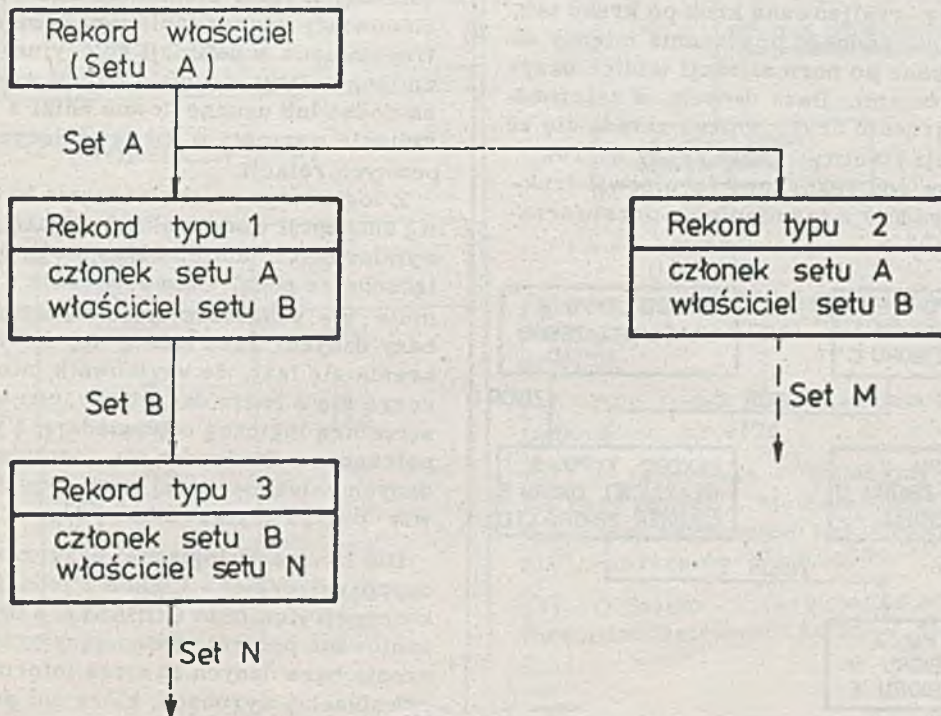 Rekord właściciel
(Setu A)
Set A
Rekord typu 1
członek setu A
właściciel setu B
Rekord typu 2
członek setu A
właściciel setu B
Set B
Set M
Rekord typu 3
członek setu B
właściciel setu N
Set N